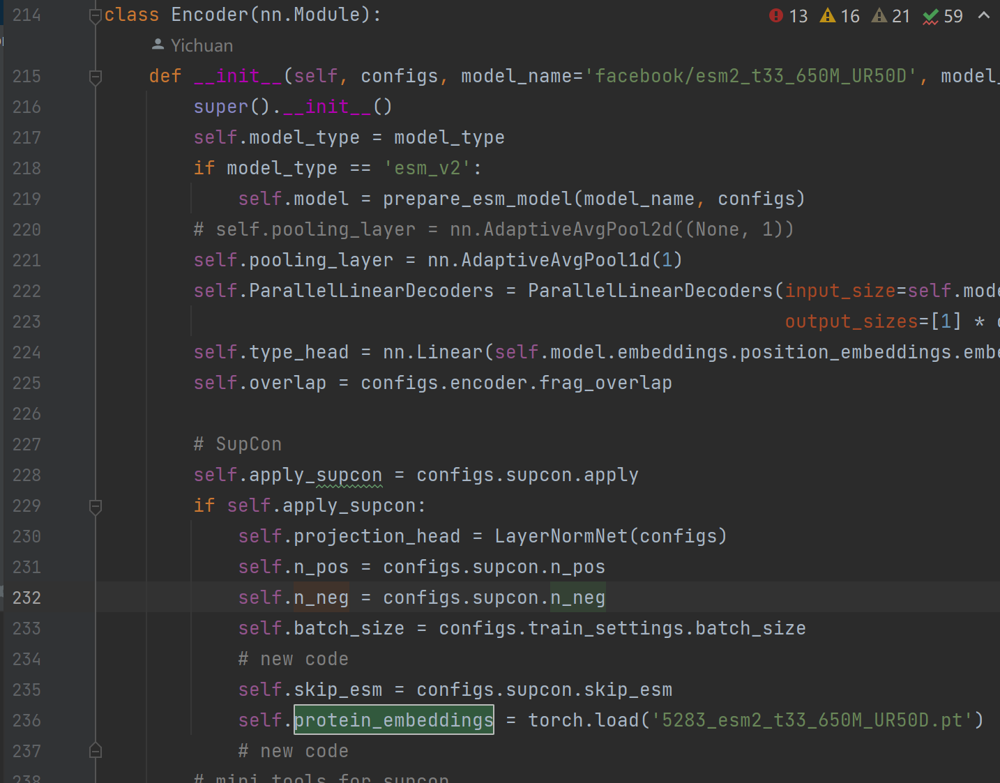 214 class Encoder(nn.Module): 13 16 21 59
Yichuan
215 def __init__(self, configs, model_name='facebook/esm2_t33_650M_UR50D', model_
216 super().__init__()
217 self.model_type = model_type
218 if model_type == 'esm_v2':
219 self.model = prepare_esm_model(model_name, configs)
220 # self.pooling_layer = nn.AdaptiveAvgPool2d((None, 1))
221 self.pooling_layer = nn.AdaptiveAvgPool1d(1)
222 self.ParallelLinearDecoders = ParallelLinearDecoders(input_size=self.mode
223 output_sizes=[1] *
224 self.type_head = nn.Linear(self.model.embeddings.position_embeddings.embe
225 self.overlap = configs.encoder.frag_overlap
226
227 # SupCon
228 self.apply_supcon = configs.supcon.apply
229 if self.apply_supcon:
230 self.projection_head = LayerNormNet(configs)
231 self.n_pos = configs.supcon.n_pos
232 self.n_neg = configs.supcon.n_neg
233 self.batch_size = configs.train_settings.batch_size
234 # new code
235 self.skip_esm = configs.supcon.skip_esm
236 self.protein_embeddings = torch.load('5283_esm2_t33_650M_UR50D.pt')
237 # new code
238 # mini tools for supcon